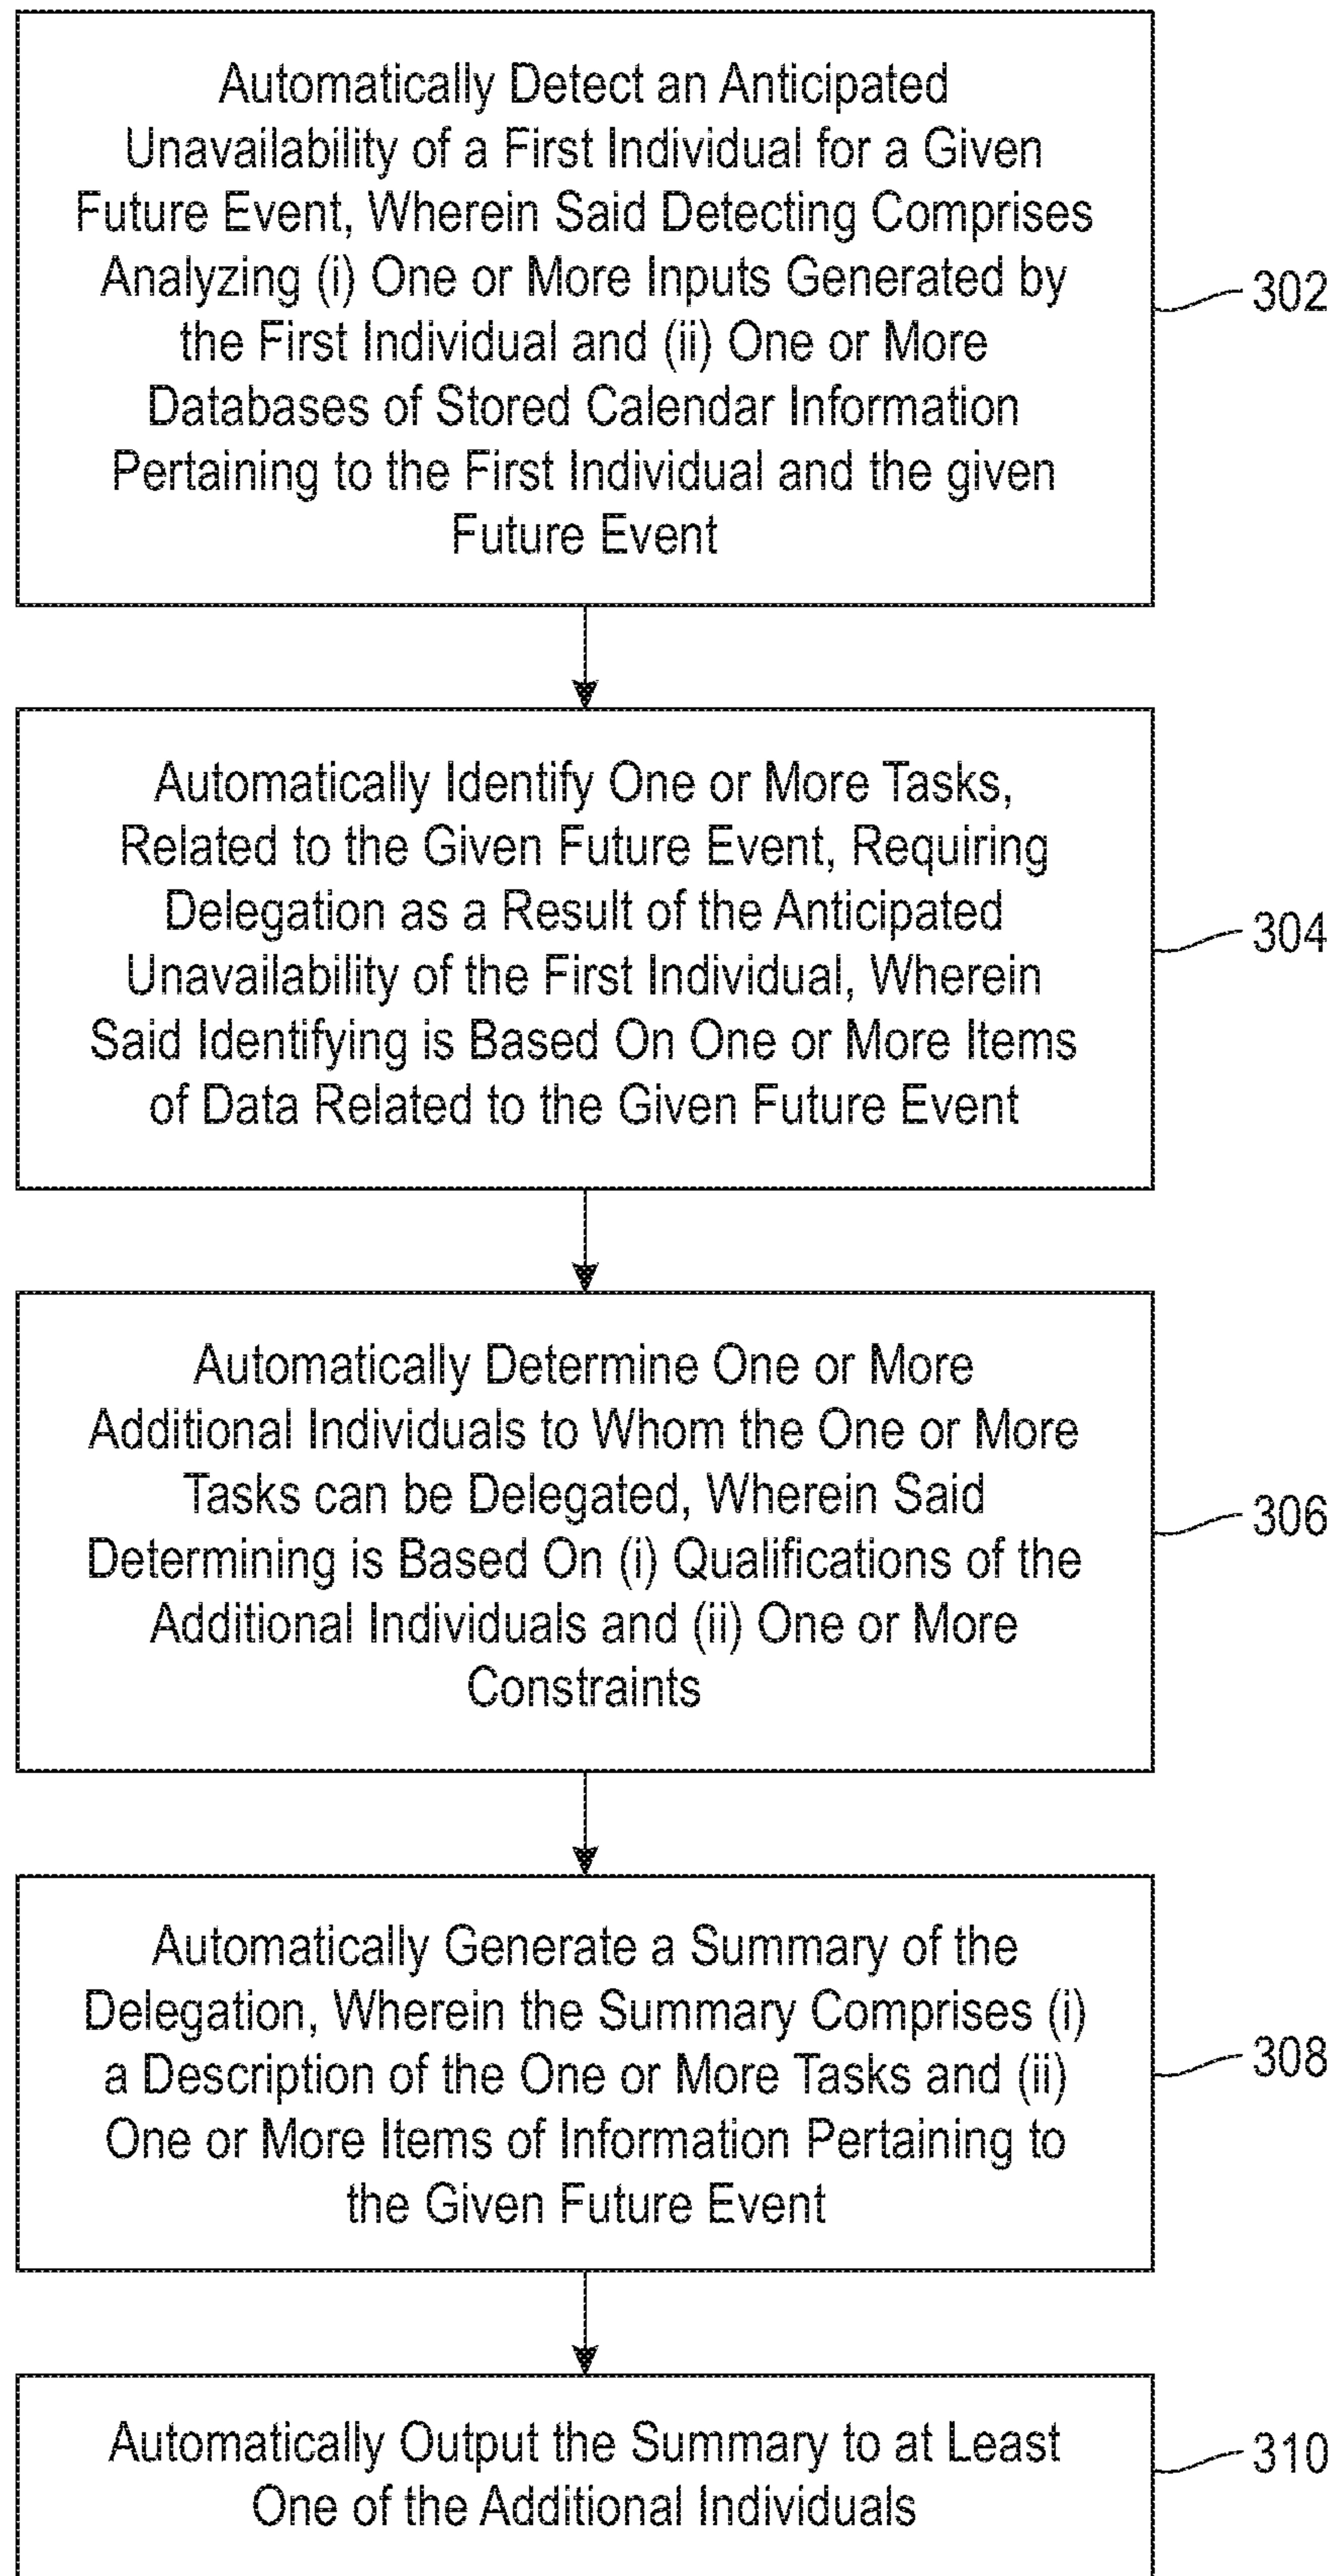 Automatically Detect an Anticipated
Unavailability of a First Individual for a Given
Future Event, Wherein Said Detecting Comprises
Analyzing (i) One or More Inputs Generated by
the First Individual and (ii) One or More
Databases of Stored Calendar Information
Pertaining to the First Individual and the given
Future Event
302
Automatically Identify One or More Tasks,
Related to the Given Future Event, Requiring
Delegation as a Result of the Anticipated
Unavailability of the First Individual, Wherein
Said Identifying is Based On One or More Items
of Data Related to the Given Future Event
304
Automatically Determine One or More
Additional Individuals to Whom the One or More
Tasks can be Delegated, Wherein Said
Determining is Based On (i) Qualifications of the
Additional Individuals and (ii) One or More
Constraints
306
Automatically Generate a Summary of the
Delegation, Wherein the Summary Comprises (i)
a Description of the One or More Tasks and (ii)
One or More Items of Information Pertaining to
the Given Future Event
308
Automatically Output the Summary to at Least
One of the Additional Individuals
310